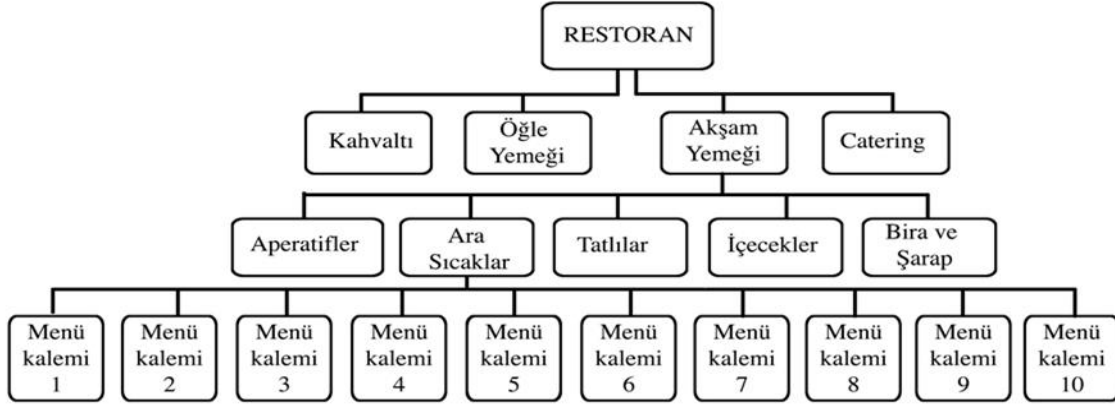 RESTORAN
Kahvaltı
Öğle
Yemeği
Akşam
Yemeği
Catering
Aperatifler
Ara
Sıcaklar
Tatlılar
İçecekler
Bira ve
Şarap
Menü
kalemi
1
Menü
kalemi
2
Menü
kalemi
3
Menü
kalemi
4
Menü
kalemi
5
Menü
kalemi
6
Menü
kalemi
7
Menü
kalemi
8
Menü
kalemi
9
Menü
kalemi
10